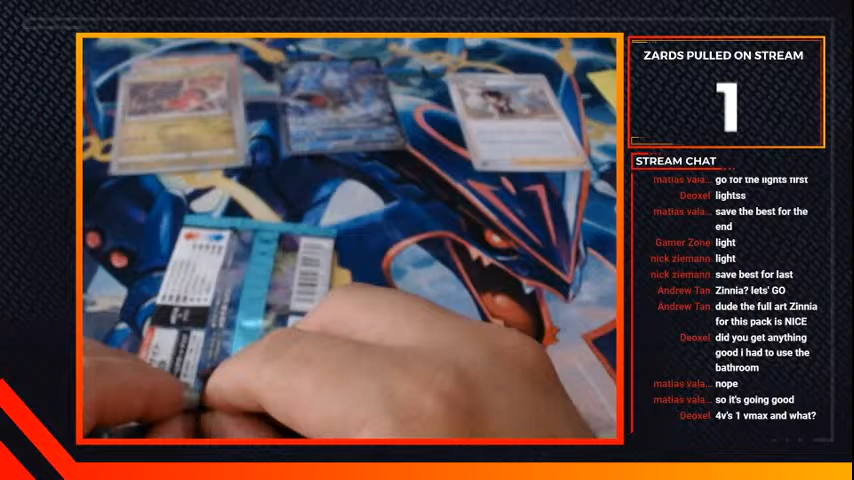 ZARDS PULLED ON STREAM
1
STREAM CHAT
matias vala... go for the lights first
Deoxel lightss
matias vala... save the best for the
end
Gamer Zone light
nick ziemann light
nick ziemann save best for last
Andrew Tan Zinnia? lets' GO
Andrew Tan dude the full art Zinnia
for this pack is NICE
Deoxel did you get anything
good i had to use the
bathroom
matias vala... nope
matias vala... so it's going good
Deoxel 4v's 1 vmax and what?